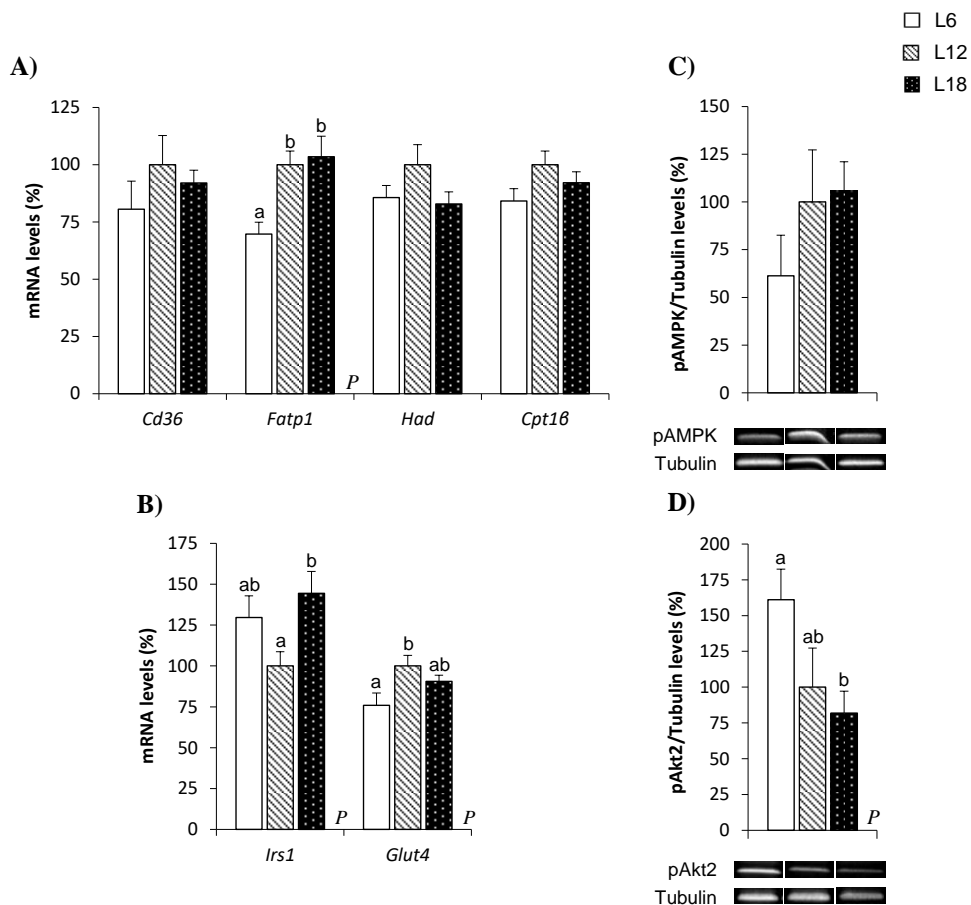 L6
L12
L18
A)
mRNA levels (%)
125
100
75
50
25
0
a
b
b
P
Cd36
Fatp1
Had
Cpt1β
C)
pAMPK/Tubulin levels (%)
150
125
100
75
50
25
0
pAMPK
Tubulin
B)
mRNA levels (%)
175
150
125
100
75
50
25
0
ab
a
b
P
a
b
ab
P
Irs1
Glut4
D)
pAkt2/Tubulin levels (%)
200
175
150
125
100
75
50
25
0
a
ab
b
P
pAkt2
Tubulin